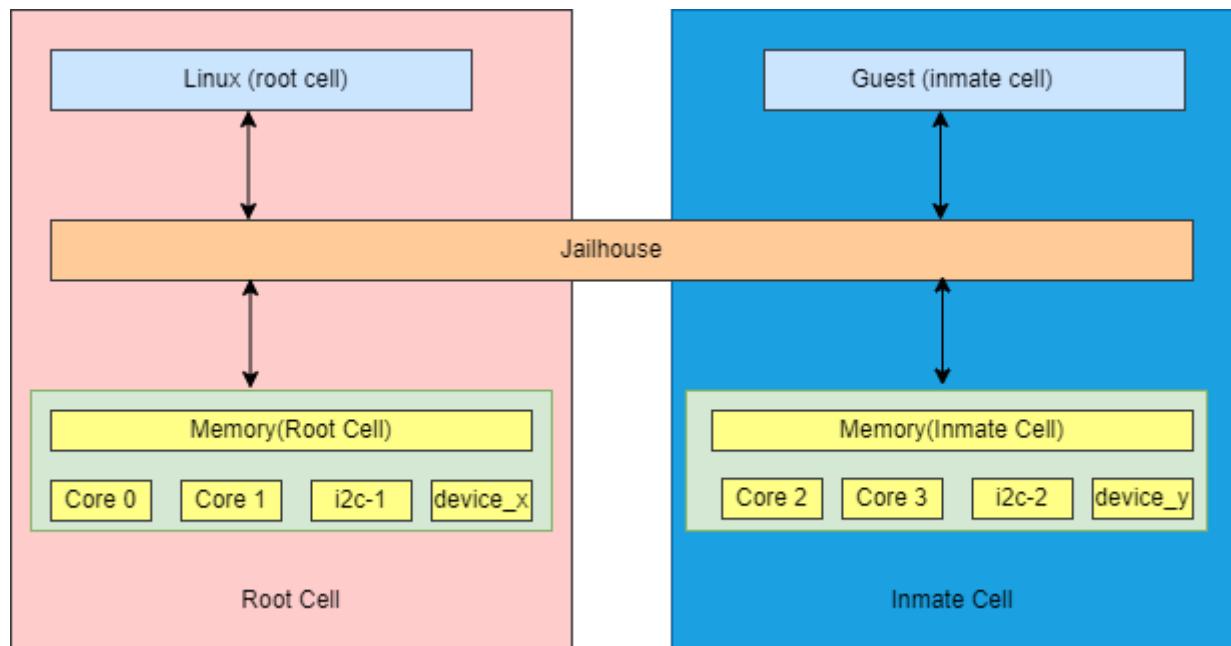 Linux (root cell)
Guest (inmate cell)
Jailhouse
Memory(Root Cell)
Memory(Inmate Cell)
Core 0
Core 1
i2c-1
device_x
Core 2
Core 3
i2c-2
device_y
Root Cell
Inmate Cell